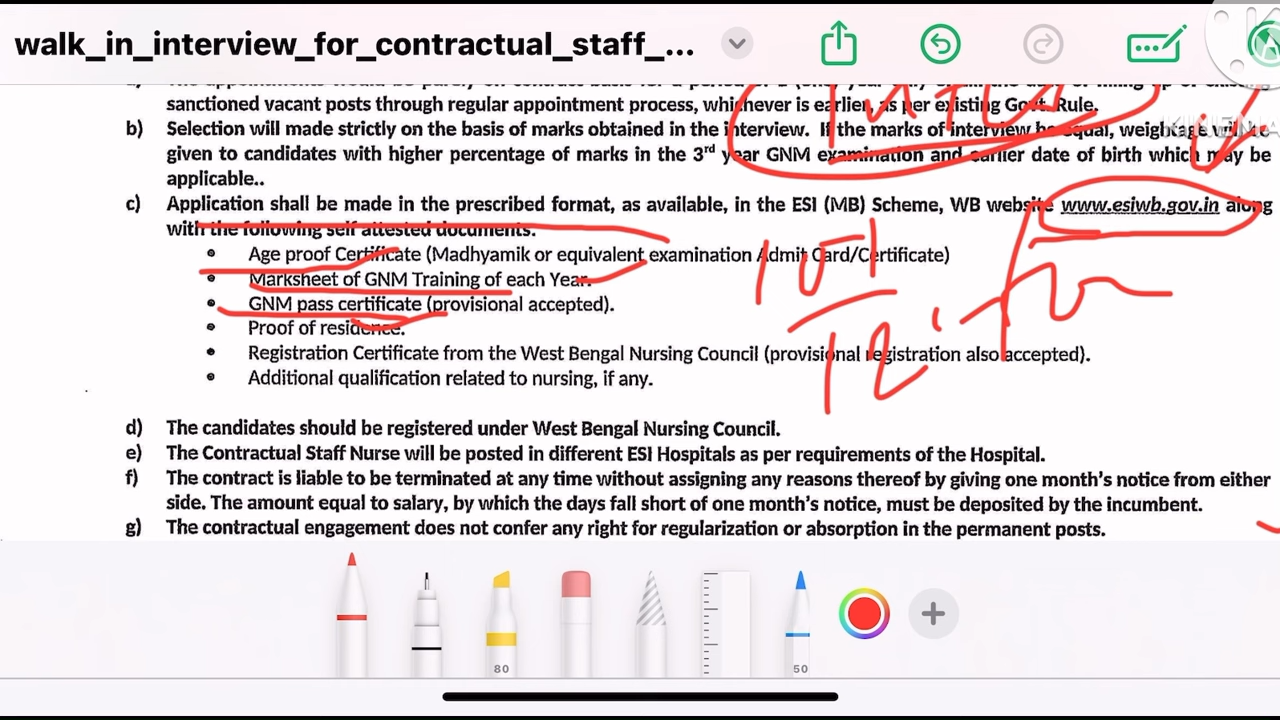 walk_in_interview_for_contractual_staff_...
sanctioned vacant posts through regular appointment process, whichever is earlier, as per existing Govt. Rule.
b) Selection will made strictly on the basis of marks obtained in the interview. If the marks of interview be equal, weightage will be
given to candidates with higher percentage of marks in the 3rd year GNM examination and earlier date of birth which may be
applicable..
c) Application shall be made in the prescribed format, as available, in the ESI (MB) Scheme, WB website www.esiwb.gov.in along
with the following self attested documents:
• Age proof Certificate (Madhyamik or equivalent examination Admit Card/Certificate)
• Marksheet of GNM Training of each Year.
• GNM pass certificate (provisional accepted).
• Proof of residence.
• Registration Certificate from the West Bengal Nursing Council (provisional registration also accepted).
• Additional qualification related to nursing, if any.
d) The candidates should be registered under West Bengal Nursing Council.
e) The Contractual Staff Nurse will be posted in different ESI Hospitals as per requirements of the Hospital.
f) The contract is liable to be terminated at any time without assigning any reasons thereof by giving one month's notice from either
side. The amount equal to salary, by which the days fall short of one month's notice, must be deposited by the incumbent.
g) The contractual engagement does not confer any right for regularization or absorption in the permanent posts.
80
50